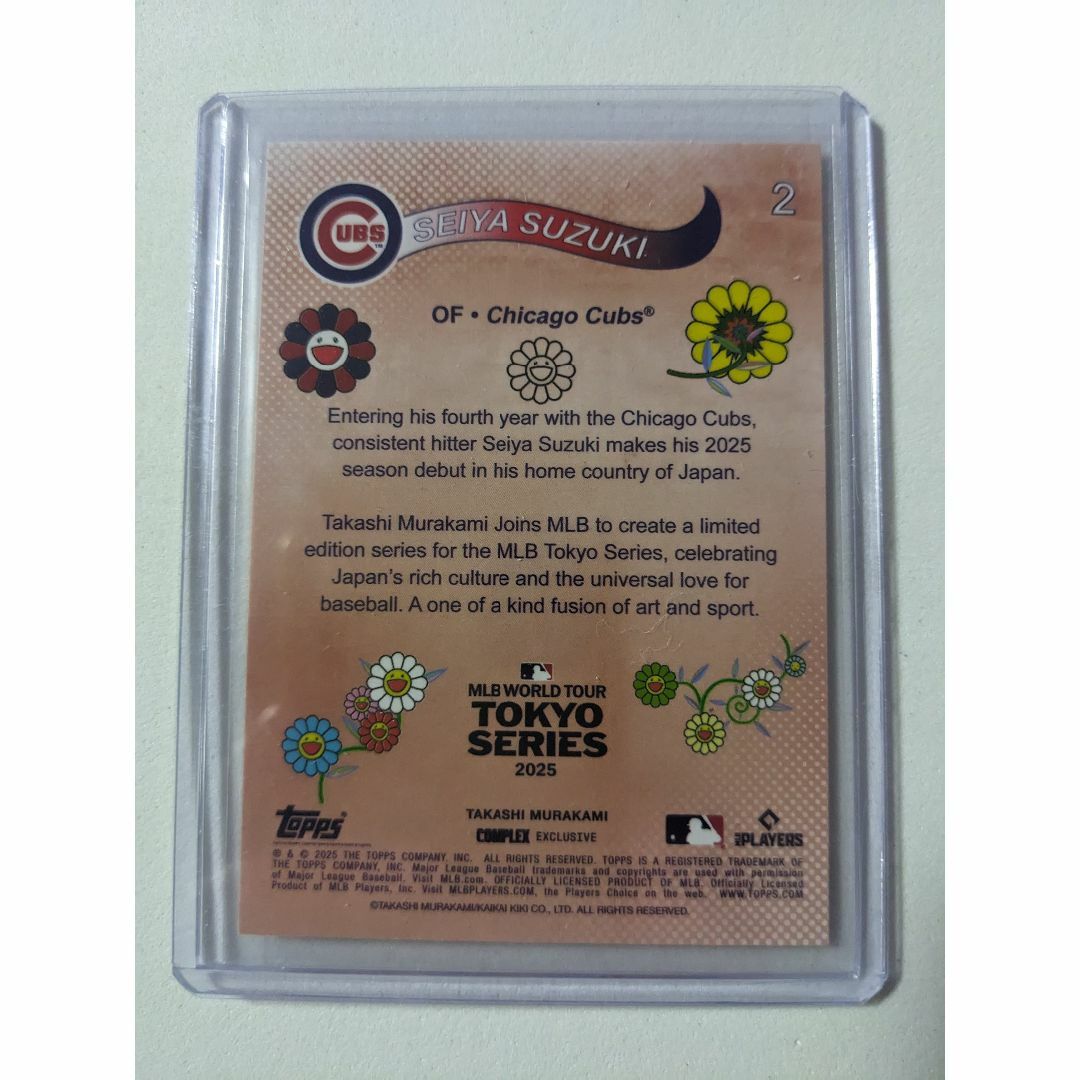 2
CUBS
TM
SEIYA SUZUKI
OF • Chicago Cubs®
Entering his fourth year with the Chicago Cubs,
consistent hitter Seiya Suzuki makes his 2025
season debut in his home country of Japan.
Takashi Murakami Joins MLB to create a limited
edition series for the MLB Tokyo Series, celebrating
Japan's rich culture and the universal love for
baseball. A one of a kind fusion of art and sport.
MLB WORLD TOUR
TOKYO
SERIES
2025
TAKASHI MURAKAMI
COMPLEX EXCLUSIVE
Topps®
MLB PLAYERS
® & © 2025 THE TOPPS COMPANY, INC. ALL RIGHTS RESERVED. TOPPS IS A REGISTERED TRADEMARK OF
THE TOPPS COMPANY, INC. Major League Baseball trademarks and copyrights are used with permission
of Major League Baseball. Visit MLB.com. OFFICIALLY LICENSED PRODUCT OF MLB. Officially Licensed
Product of MLB Players, Inc. Visit MLBPLAYERS.COM, the Players Choice on the web. WWW.TOPPS.COM
©TAKASHI MURAKAMI/KAIKAI KIKI CO., LTD. ALL RIGHTS RESERVED.